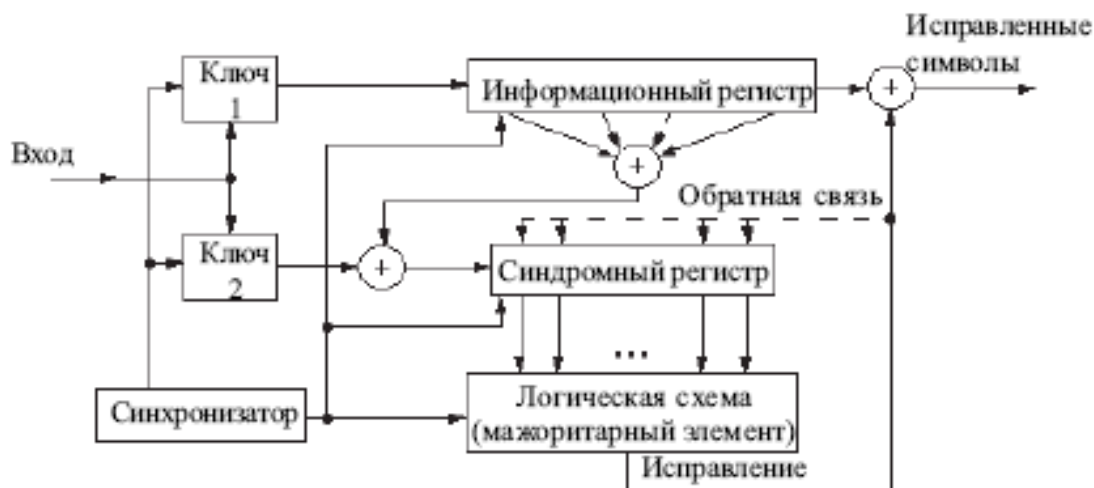 Исправленные
символы
Ключ
1
Информационный регистр
+
Вход
+
Обратная связь
Ключ
2
+
Синдромный регистр
...
Синхронизатор
Логическая схема
(мажоритарный элемент)
Исправление